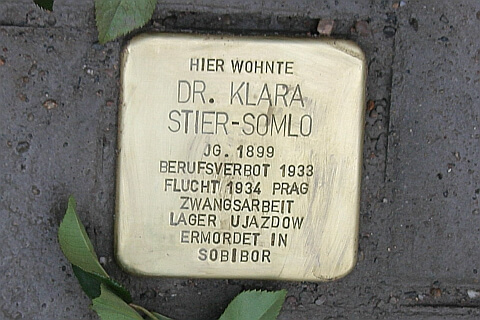 HIER WOHNTE
DR. KLARA
STIER-SOMLO
JG. 1899
BERUFSVERBOT 1933
FLUCHT 1934 PRAG
ZWANGSARBEIT
LAGER UJAZDOW
ERMORDET IN
SOBIBOR